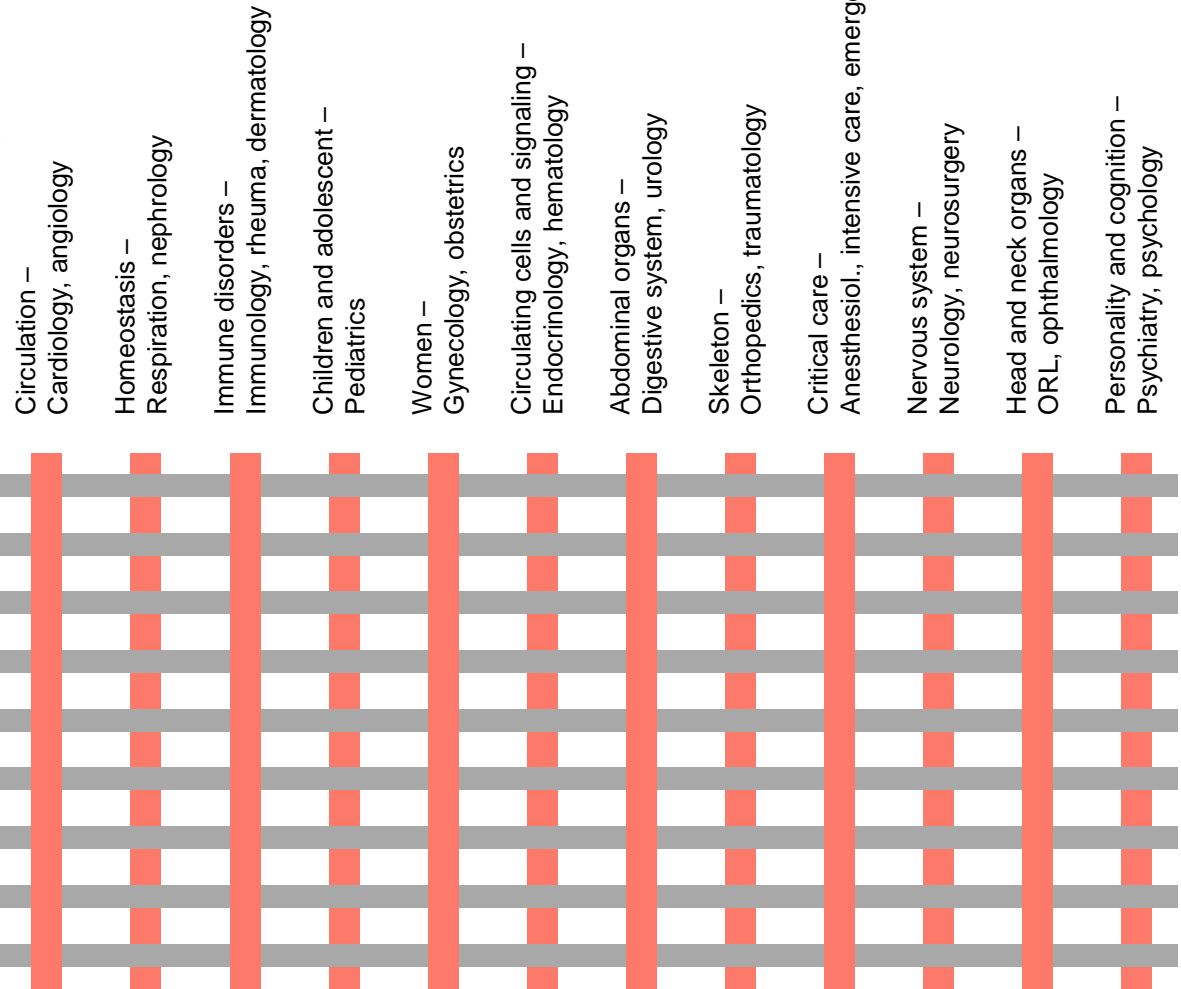 Circulation –
Cardiology, angiology
Homeostasis –
Respiration, nephrology
Immune disorders –
Immunology, rheuma, dermatology
Children and adolescent –
Pediatrics
Women –
Gynecology, obstetrics
Circulating cells and signaling –
Endocrinology, hematology
Abdominal organs –
Digestive system, urology
Skeleton –
Orthopedics, traumatology
Critical care –
Anesthesiol., intensive care,
Nervous system –
Neurology, neurosurgery
Head and neck organs –
ORL, ophthalmology
Personality and cognition –
Psychiatry, psychology